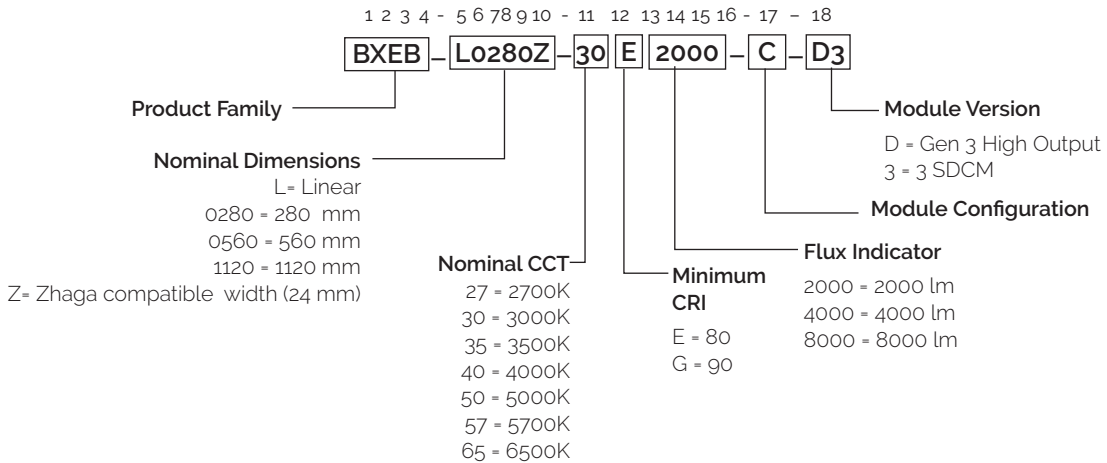 1 2 3 4 - 5 6 7 8 9 10 - 11 12 13 14 15 16 - 17 – 18
BXEB – L0280Z – 30 E 2000 – C – D3
Product Family
Nominal Dimensions
L= Linear
0280 = 280 mm
0560 = 560 mm
1120 = 1120 mm
Z= Zhaga compatible width (24 mm)
Nominal CCT
27 = 2700K
30 = 3000K
35 = 3500K
40 = 4000K
50 = 5000K
57 = 5700K
65 = 6500K
Minimum
CRI
E = 80
G = 90
Flux Indicator
2000 = 2000 lm
4000 = 4000 lm
8000 = 8000 lm
Module Configuration
Module Version
D = Gen 3 High Output
3 = 3 SDCM